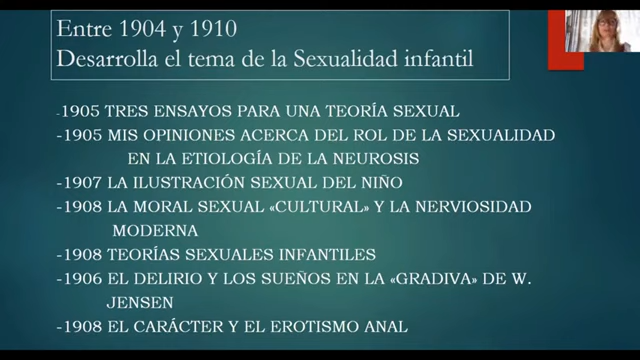 Entre 1904 y 1910
Desarrolla el tema de la Sexualidad infantil
-1905 TRES ENSAYOS PARA UNA TEORÍA SEXUAL
-1905 MIS OPINIONES ACERCA DEL ROL DE LA SEXUALIDAD
EN LA ETIOLOGÍA DE LA NEUROSIS
-1907 LA ILUSTRACIÓN SEXUAL DEL NIÑO
-1908 LA MORAL SEXUAL «CULTURAL» Y LA NERVIOSIDAD
MODERNA
-1908 TEORÍAS SEXUALES INFANTILES
-1906 EL DELIRIO Y LOS SUEÑOS EN LA «GRADIVA» DE W.
JENSEN
-1908 EL CARÁCTER Y EL EROTISMO ANAL